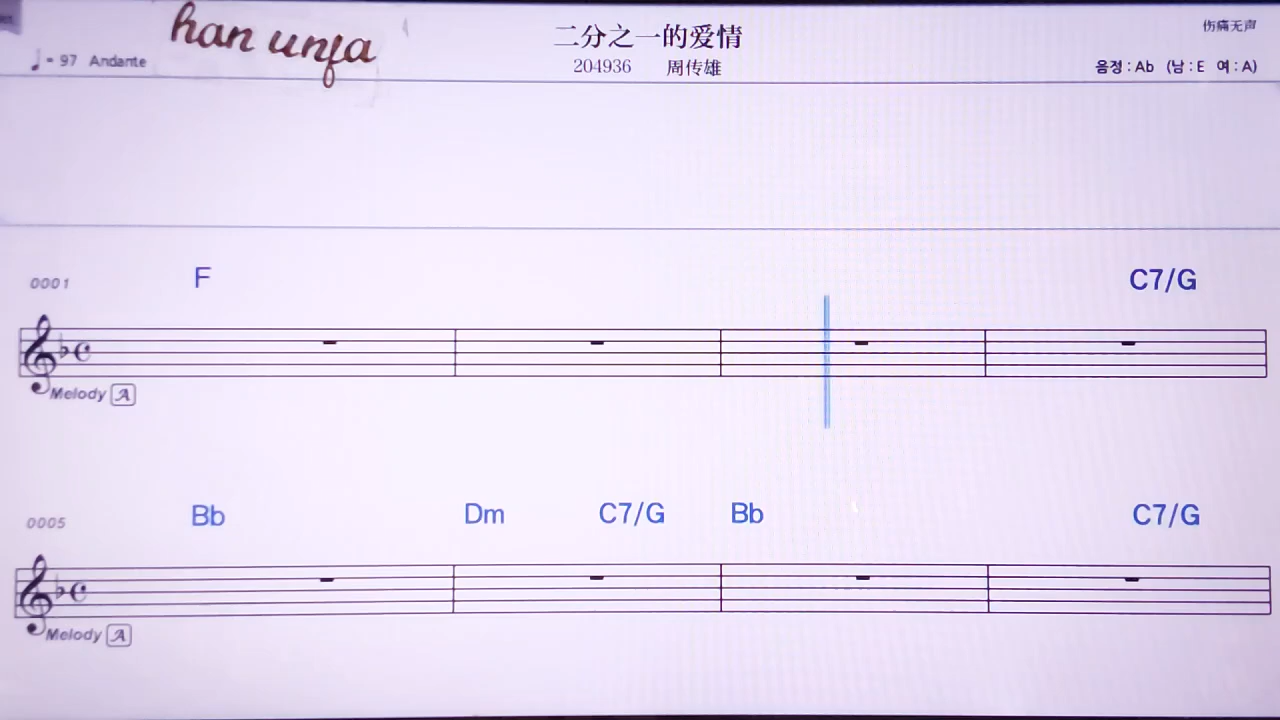 han unfa
二分之一的爱情
伤痛无声
♩= 97 Andante
204936 周传雄
음정 : Ab (남 : E 여 : A)
0001 F C7/G
Melody A
0005 Bb Dm C7/G Bb C7/G
Melody A